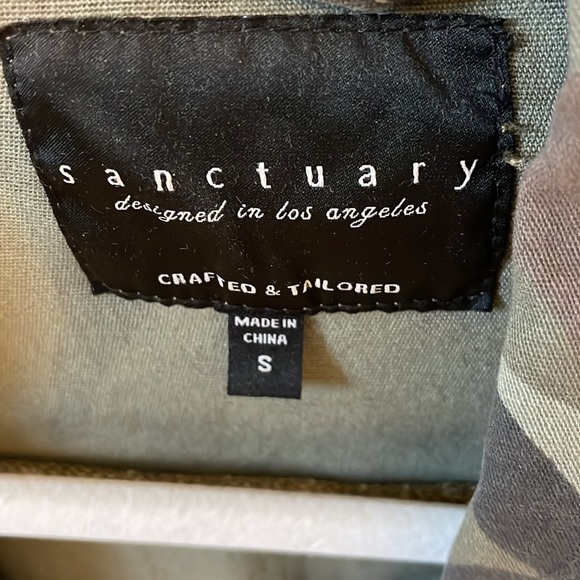 sanctuary
designed in los angeles
CRAFTED & TAILORED
MADE IN
CHINA
S